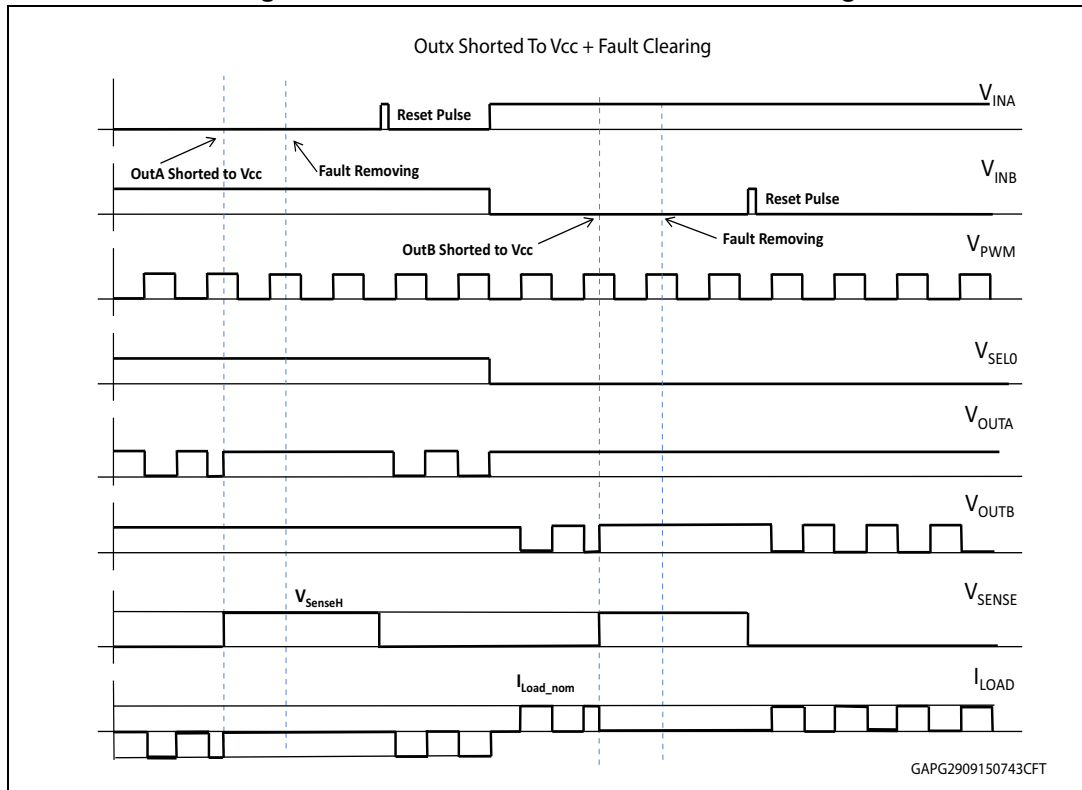 Outx Shorted To Vcc + Fault Clearing
VINA
Reset Pulse
OutA Shorted to Vcc
Fault Removing
VINB
Reset Pulse
OutB Shorted to Vcc
Fault Removing
VPWM
VSEL0
VOUTA
VOUTB
VSenseH
VSENSE
ILoad_nom
ILOAD
GAPG2909150743CFT